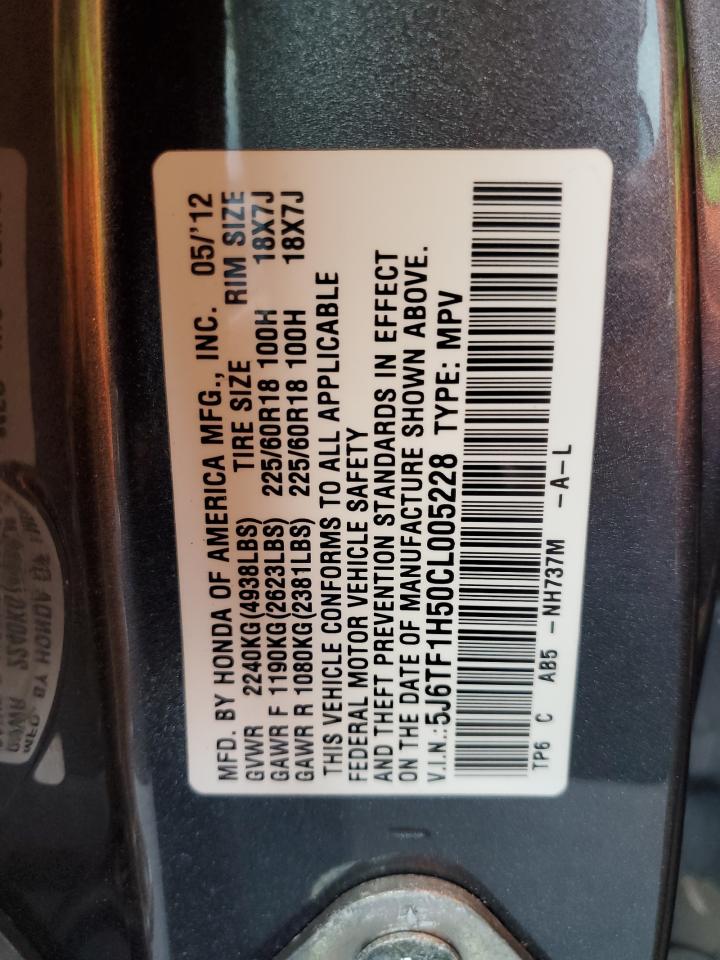 MFD. BY HONDA OF AMERICA MFG., INC. 05/'12
GVWR 2240KG(4938LBS) TIRE SIZE RIM SIZE
GAWR F 1190KG(2623LBS) 225/60R18 100H 18X7J
GAWR R 1080KG(2381LBS) 225/60R18 100H 18X7J
THIS VEHICLE CONFORMS TO ALL APPLICABLE
FEDERAL MOTOR VEHICLE SAFETY
AND THEFT PREVENTION STANDARDS IN EFFECT
ON THE DATE OF MANUFACTURE SHOWN ABOVE.
V.I.N.:5J6TF1H50CL005228 TYPE: MPV
TP6 C AB5 -NH737M -A-L